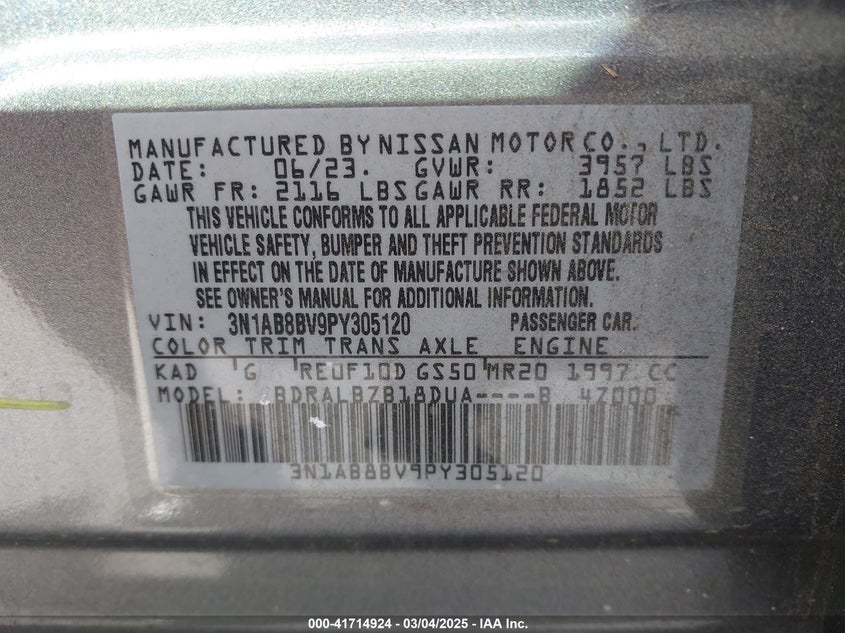 MANUFACTURED BY NISSAN MOTOR CO., LTD.
DATE: 06/23. GVWR: 3957 LBS
GAWR FR: 2116 LBS GAWR RR: 1852 LBS
THIS VEHICLE CONFORMS TO ALL APPLICABLE FEDERAL MOTOR
VEHICLE SAFETY, BUMPER AND THEFT PREVENTION STANDARDS
IN EFFECT ON THE DATE OF MANUFACTURE SHOWN ABOVE.
SEE OWNER'S MANUAL FOR ADDITIONAL INFORMATION.
VIN: 3N1AB8BV9PY305120 PASSENGER CAR.
COLOR TRIM TRANS AXLE ENGINE
KAD G RE0F10D GS50 MR20 1997 CC
MODEL: BDRALBZB18DUA----B 47000
3N1AB8BV9PY305120
000-41714924 - 03/04/2025 - IAA Inc.